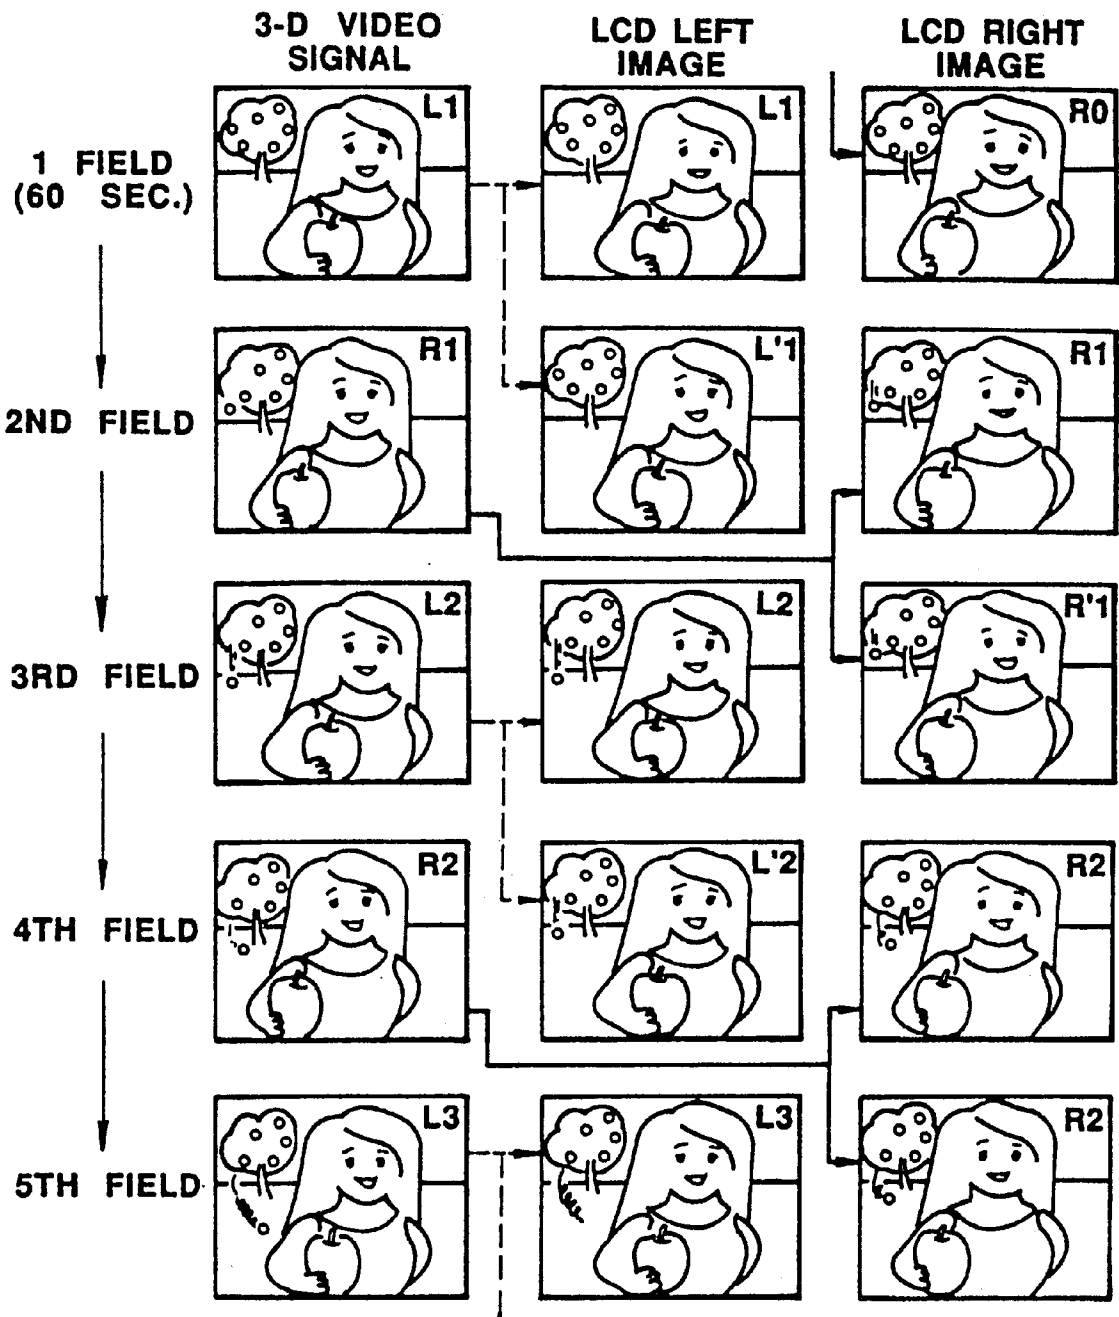 3-D VIDEO SIGNAL
LCD LEFT IMAGE
LCD RIGHT IMAGE
1 FIELD (60 SEC.)
L1
L1
R0
2ND FIELD
R1
L'1
R1
3RD FIELD
L2
L2
R'1
4TH FIELD
R2
L'2
R2
5TH FIELD
L3
L3
R2